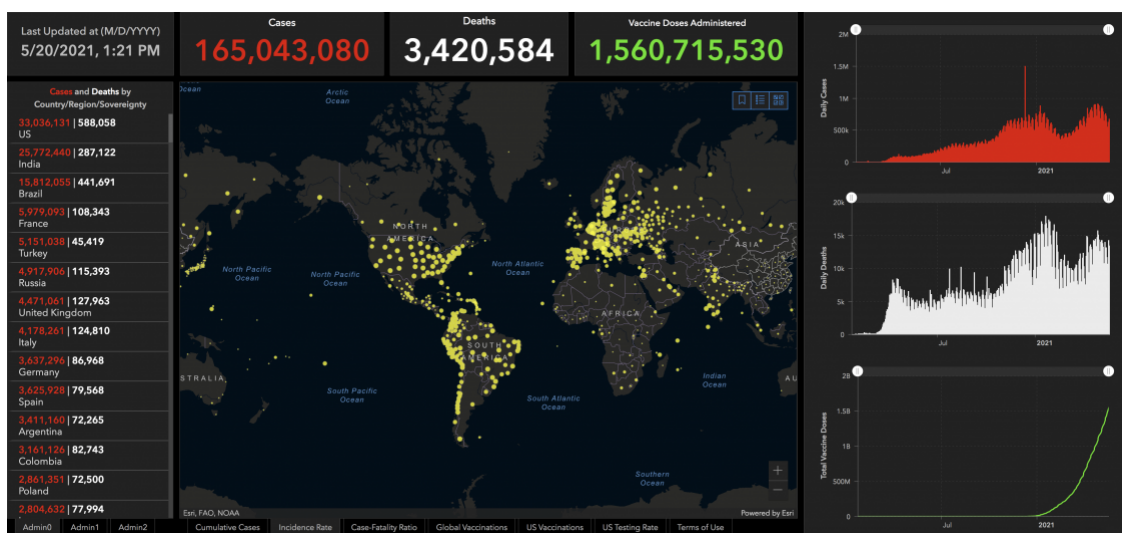 Last Updated at (M/D/YYYY)
5/20/2021, 1:21 PM
Cases
165,043,080
Deaths
3,420,584
Vaccine Doses Administered
1,560,715,530
Cases and Deaths by
Country/Region/Sovereignty
33,036,131 | 588,058
US
25,772,440 | 287,122
India
15,812,055 | 441,691
Brazil
5,979,093 | 108,343
France
5,151,038 | 45,419
Turkey
4,917,906 | 115,393
Russia
4,471,061 | 127,963
United Kingdom
4,178,261 | 124,810
Italy
3,637,296 | 86,968
Germany
3,625,928 | 79,568
Spain
3,411,160 | 72,265
Argentina
3,161,126 | 82,743
Colombia
2,861,351 | 72,500
Poland
2,804,632 | 77,994
Admin0
Admin1
Admin2
Ocean
Arctic
Ocean
NORTH
AMERICA
ASIA
North Pacific
Ocean
North Pacific
Ocean
North Atlantic
Ocean
AFRICA
SOUTH
AMERICA
STRALIA
South Pacific
Ocean
South Atlantic
Ocean
Indian
Ocean
AU
Southern
Ocean
+
−
Esri, FAO, NOAA
Powered by Esri
Cumulative Cases
Incidence Rate
Case-Fatality Ratio
Global Vaccinations
US Vaccinations
US Testing Rate
Terms of Use
Daily Cases
2M
1.5M
1M
500k
0
Jul
2021
Daily Deaths
20k
15k
10k
5k
0
Jul
2021
Total Vaccine Doses
2B
1.5B
1B
500M
0
Jul
2021